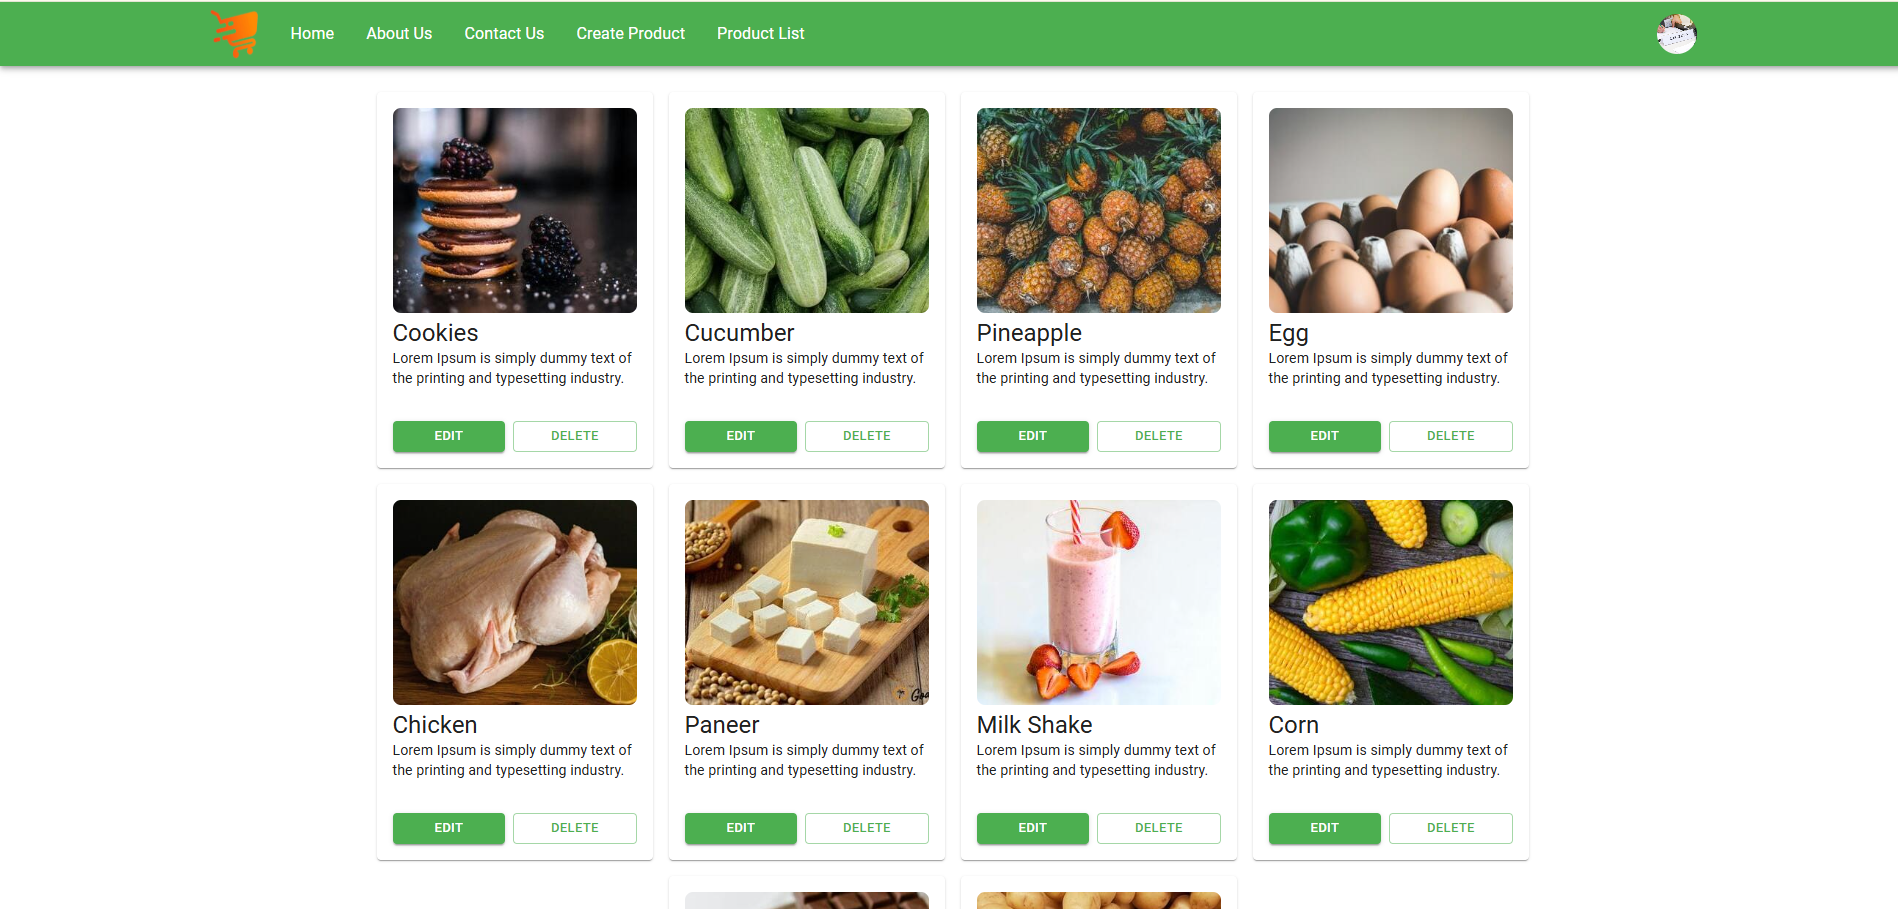 Home About Us Contact Us Create Product Product List
Cookies
Lorem Ipsum is simply dummy text of
the printing and typesetting industry.
EDIT DELETE
Cucumber
Lorem Ipsum is simply dummy text of
the printing and typesetting industry.
EDIT DELETE
Pineapple
Lorem Ipsum is simply dummy text of
the printing and typesetting industry.
EDIT DELETE
Egg
Lorem Ipsum is simply dummy text of
the printing and typesetting industry.
EDIT DELETE
Chicken
Lorem Ipsum is simply dummy text of
the printing and typesetting industry.
EDIT DELETE
Paneer
Lorem Ipsum is simply dummy text of
the printing and typesetting industry.
EDIT DELETE
Milk Shake
Lorem Ipsum is simply dummy text of
the printing and typesetting industry.
EDIT DELETE
Corn
Lorem Ipsum is simply dummy text of
the printing and typesetting industry.
EDIT DELETE